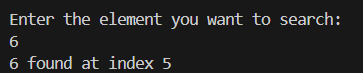 Enter the element you want to search:
6
6 found at index 5